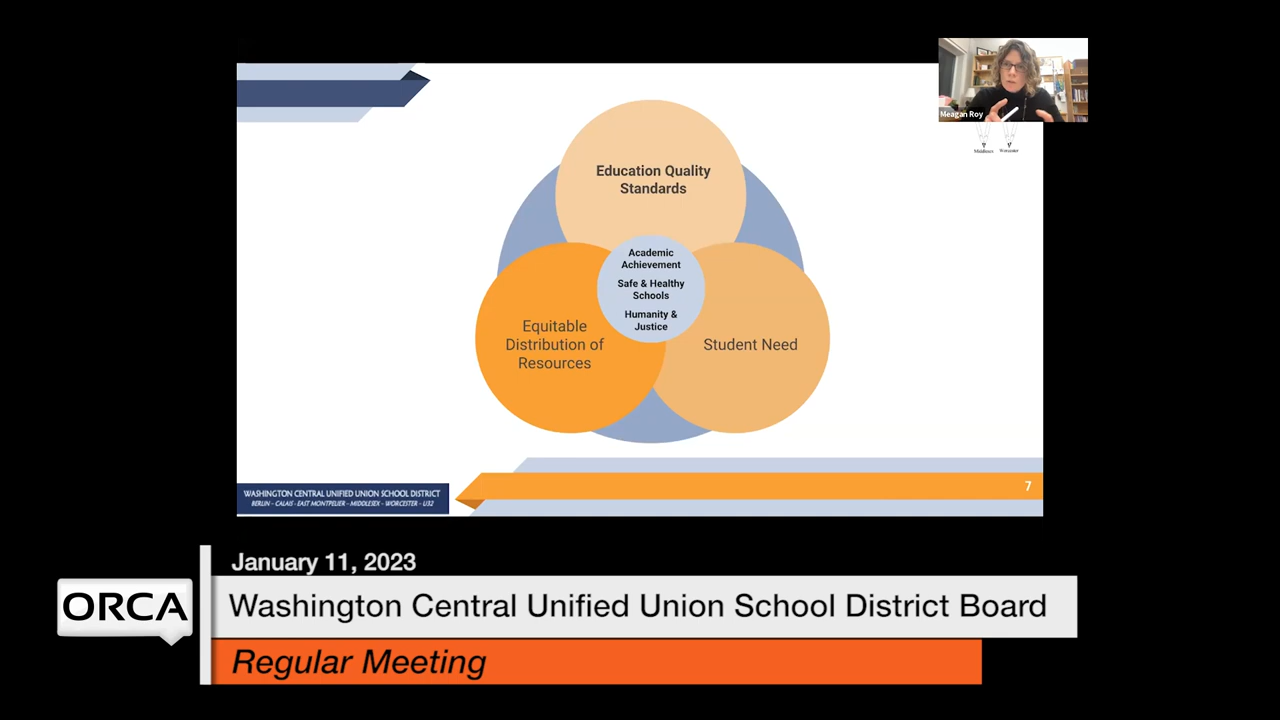 Meagan Roy
Middlesex Worcester
Education Quality
Standards
Academic
Achievement
Safe & Healthy
Schools
Humanity &
Justice
Equitable
Distribution of
Resources
Student Need
7
WASHINGTON CENTRAL UNIFIED UNION SCHOOL DISTRICT
BERLIN - CALAIS - EAST MONTPELIER - MIDDLESEX - WORCESTER - U32
January 11, 2023
ORCA
Washington Central Unified Union School District Board
Regular Meeting